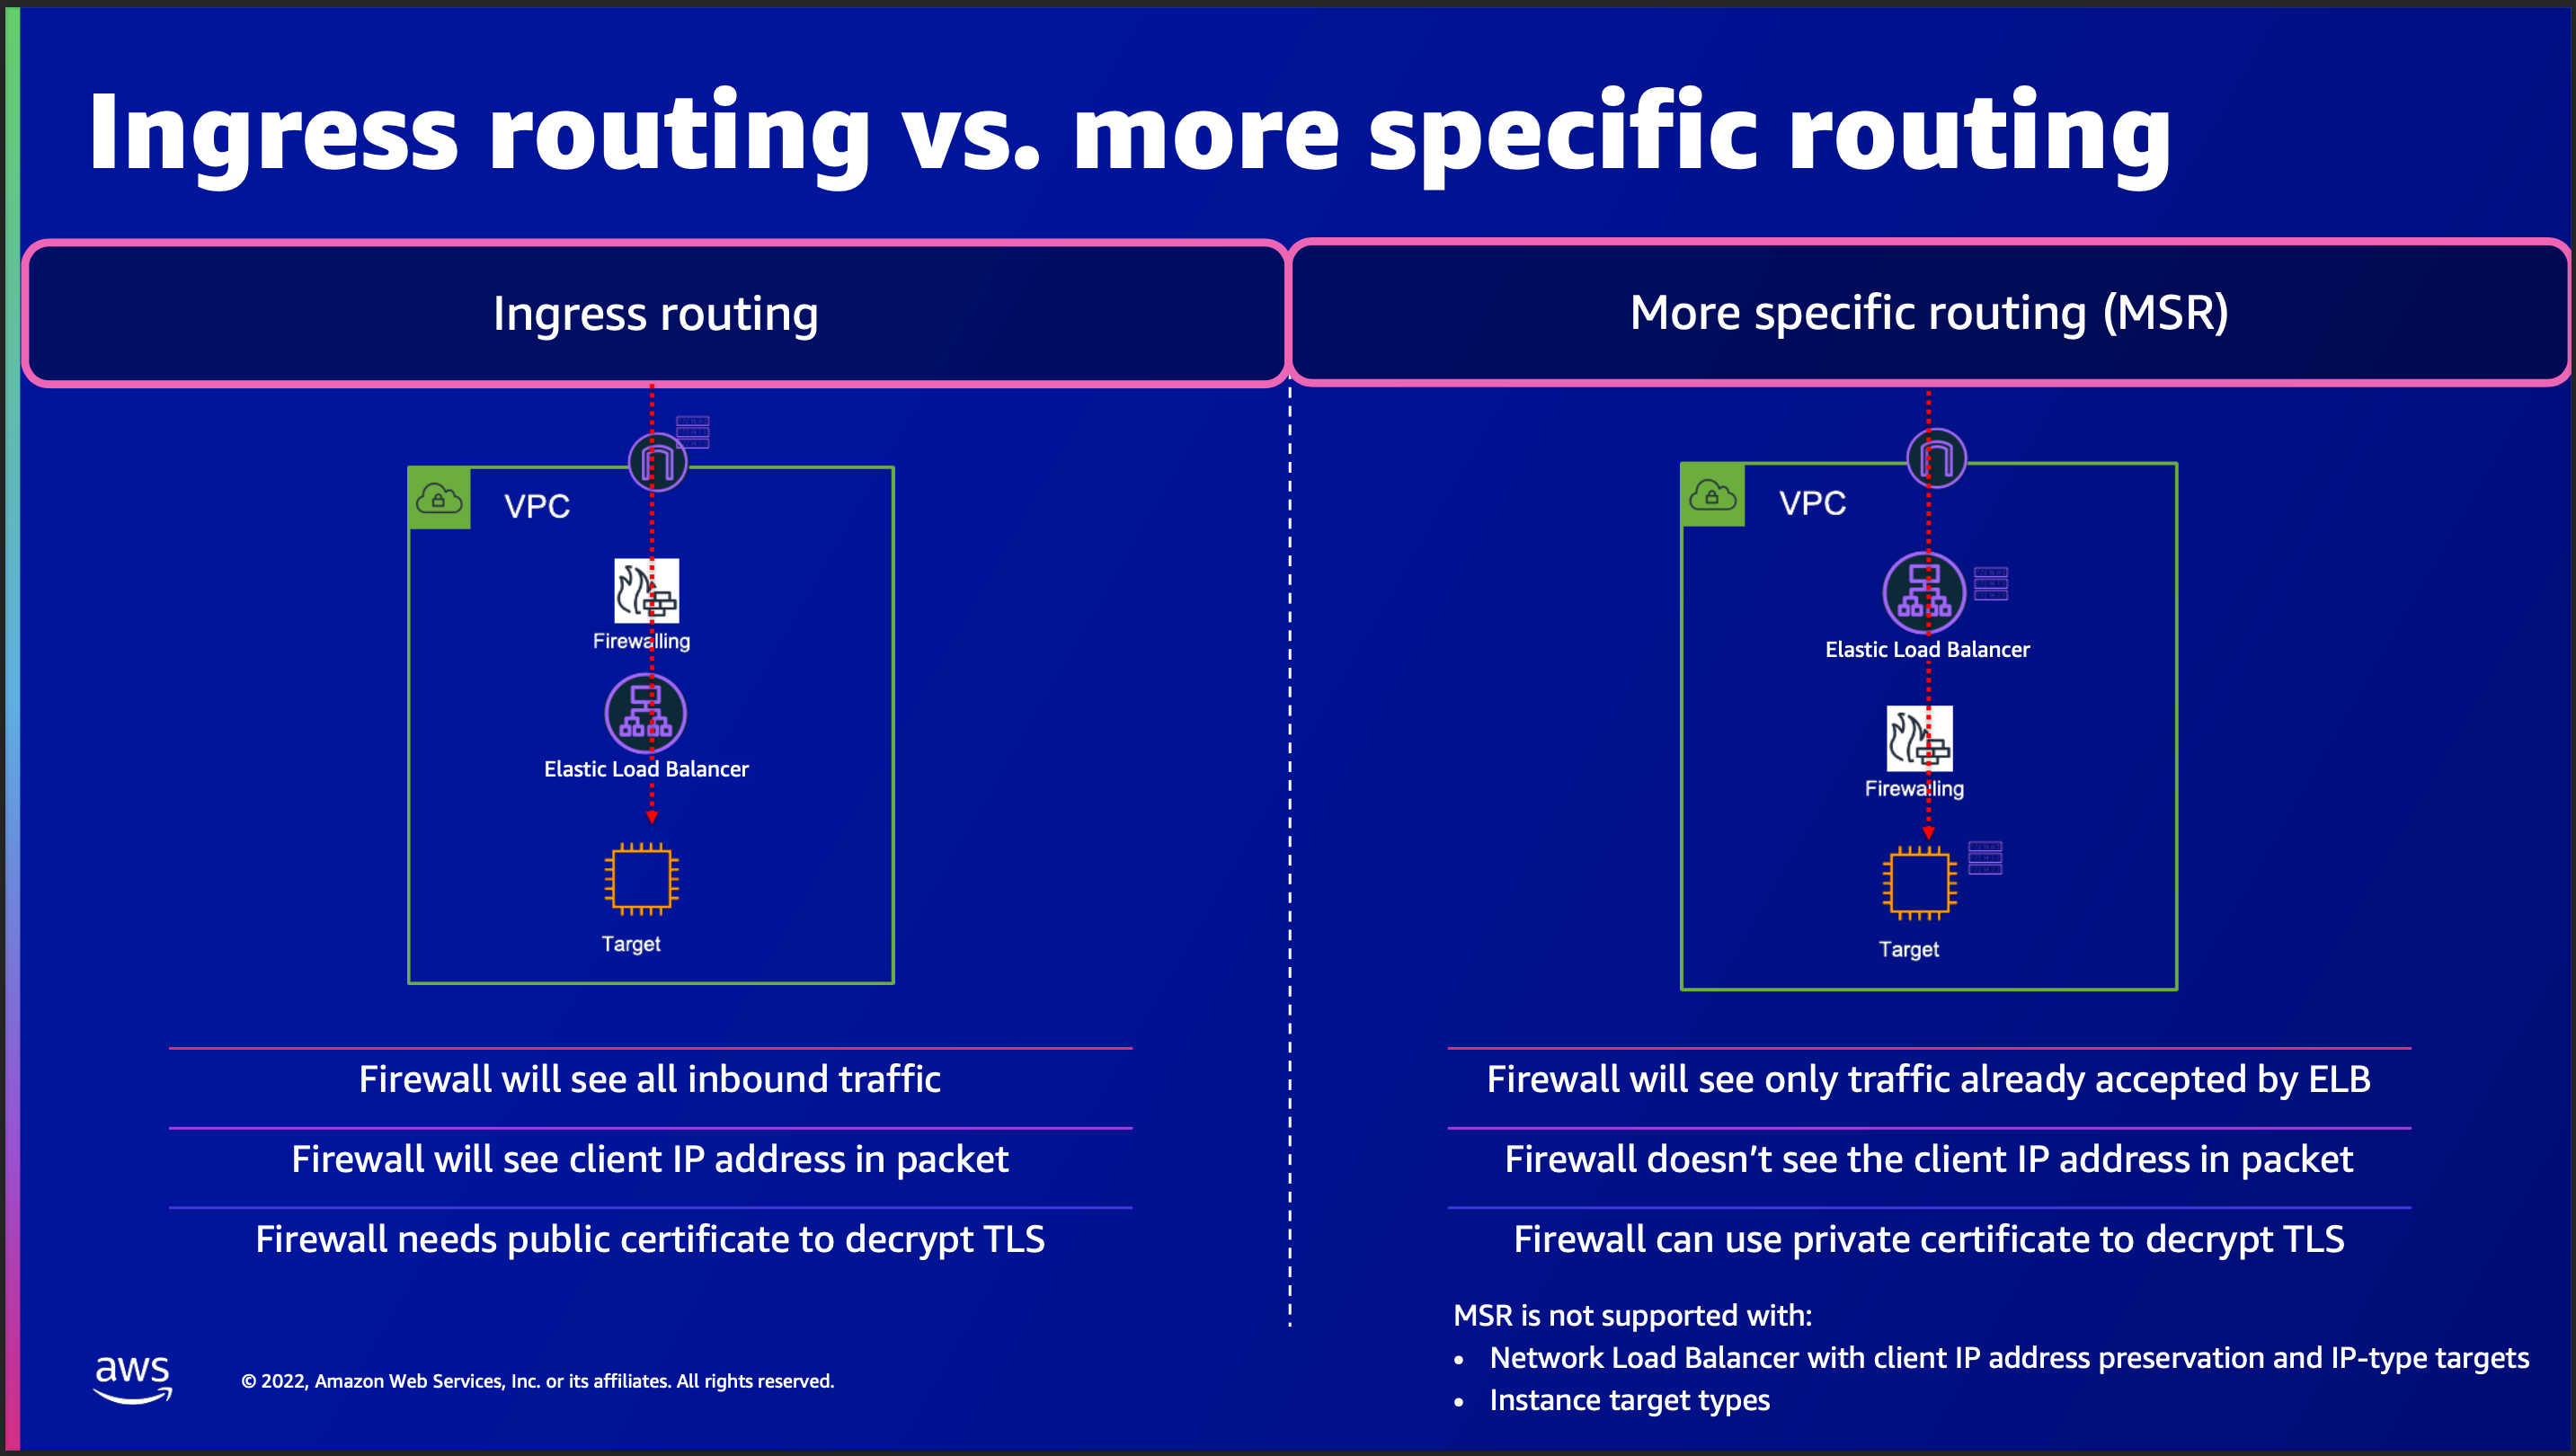 Ingress routing vs. more specific routing
Ingress routing
More specific routing (MSR)
VPC
Firewalling
Elastic Load Balancer
Target
VPC
Elastic Load Balancer
Firewalling
Target
Firewall will see all inbound traffic
Firewall will see client IP address in packet
Firewall needs public certificate to decrypt TLS
Firewall will see only traffic already accepted by ELB
Firewall doesn’t see the client IP address in packet
Firewall can use private certificate to decrypt TLS
MSR is not supported with:
• Network Load Balancer with client IP address preservation and IP-type targets
• Instance target types
aws
© 2022, Amazon Web Services, Inc. or its affiliates. All rights reserved.